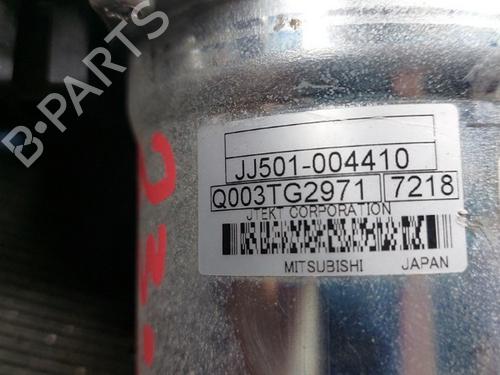 B-PARTS
JJ501-004410
Q003TG2971 7218
JTEKT CORPORATION
MITSUBISHI JAPAN